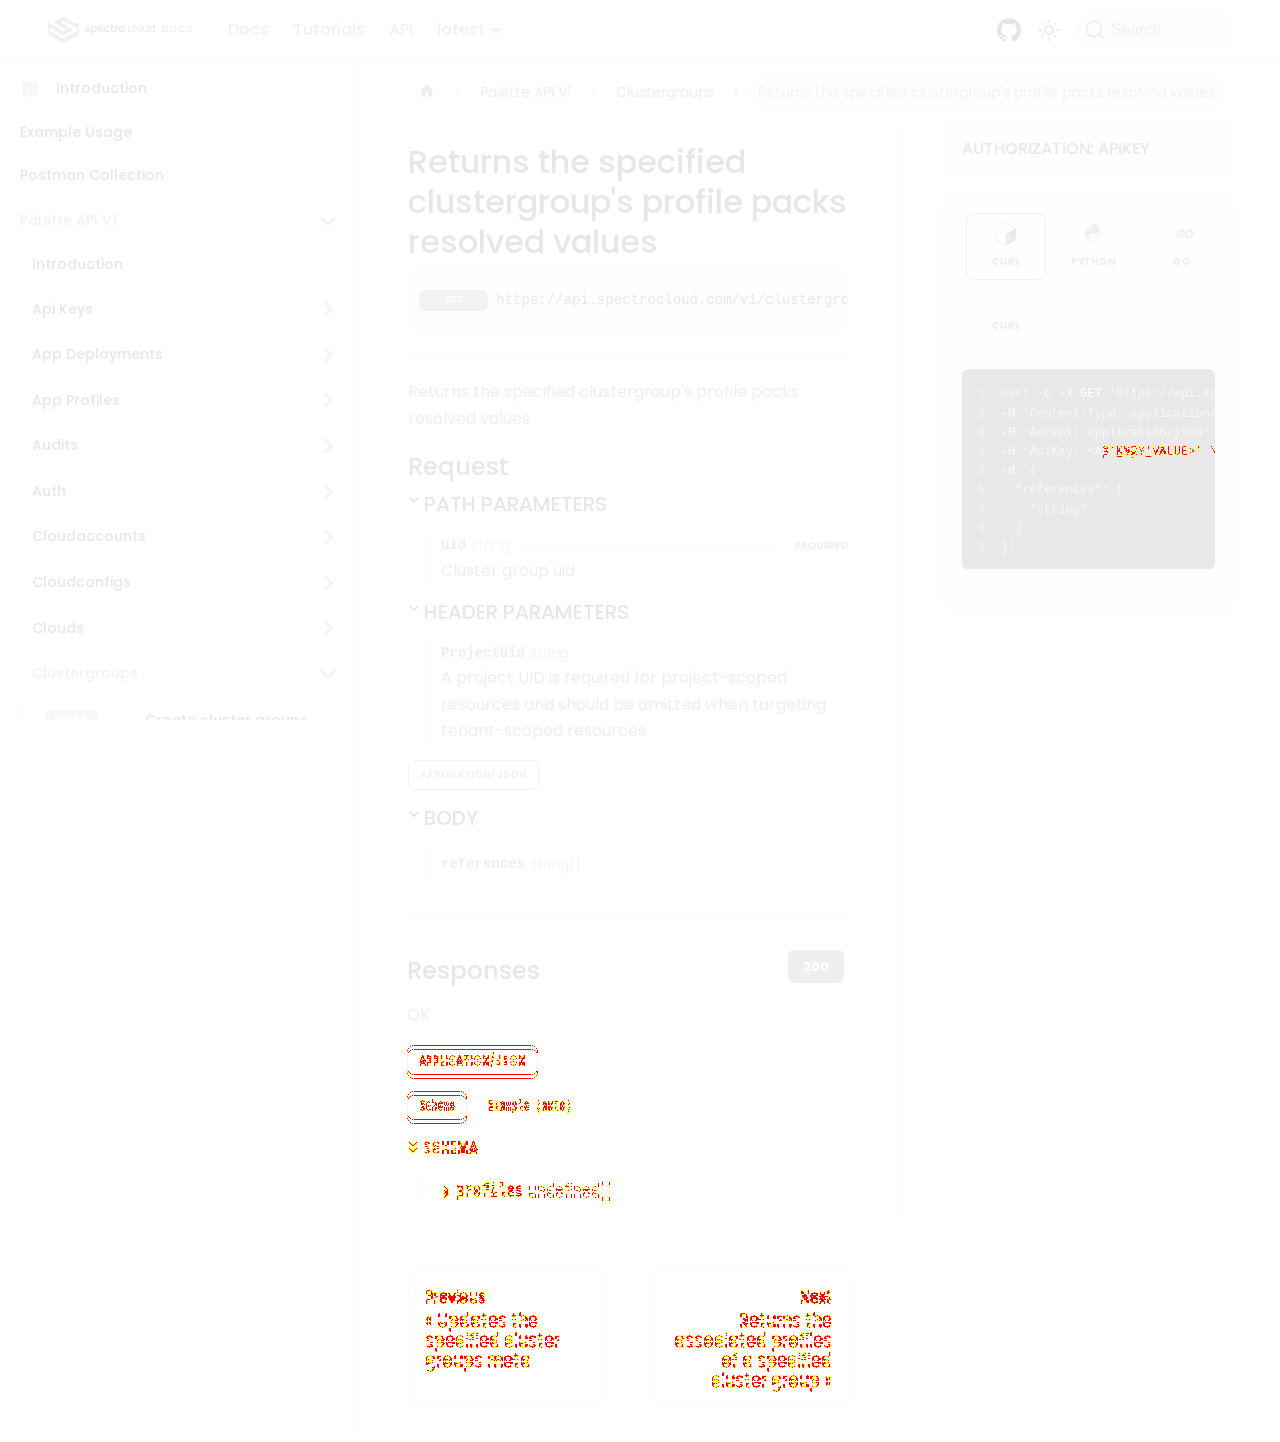 spectro cloud DOCS
Docs Tutorials API latest
Search
Introduction
Example Usage
Postman Collection
Palette API V1
Introduction
Api Keys
App Deployments
App Profiles
Audits
Auth
Cloudaccounts
Cloudconfigs
Clouds
Clustergroups
Create cluster groups
Palette API V1 > Clustergroups > Returns the specified clustergroup's profile packs resolved values
Returns the specified
clustergroup's profile packs
resolved values
GET https://api.spectrocloud.com/v1/clustergro
Returns the specified clustergroup's profile packs
resolved values
Request
PATH PARAMETERS
uid string REQUIRED
Cluster group uid
HEADER PARAMETERS
ProjectUid string
A project UID is required for project-scoped
resources and should be omitted when targeting
tenant-scoped resources
APPLICATION/JSON
BODY
references string[]
Responses
200
OK
APPLICATION/JSON
Schema Example (auto)
SCHEMA
profiles undefined[]
Previous
« Updates the
specified cluster
groups meta
Next
Returns the
associated profiles
of a specified
cluster group »
AUTHORIZATION: APIKEY
CURL PYTHON GO
GO
CURL
1 curl -L -X GET 'https://api.sp
2 -H 'Content-Type: application/
3 -H 'Accept: application/json'
4 -H 'ApiKey: <
5 -d '{
6 "references": [
7 "string"
8 ]
9 }'